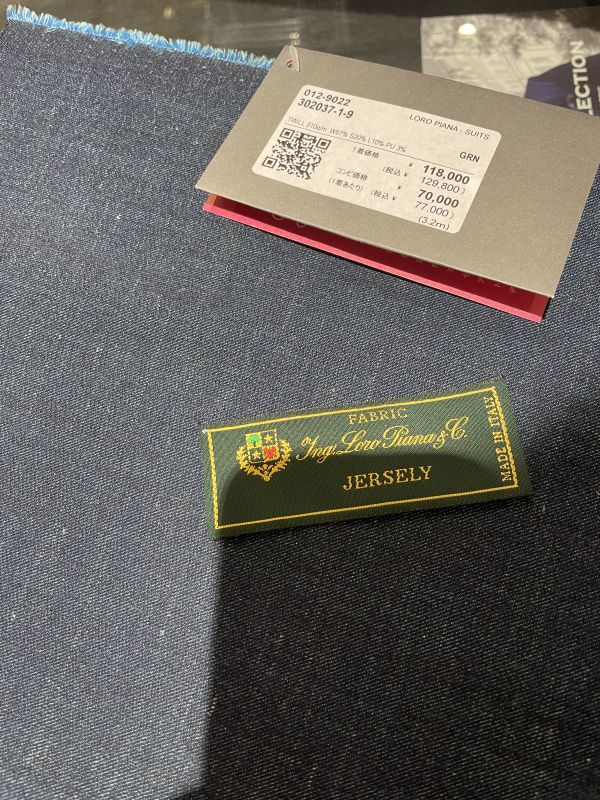 LECTION
012-9022
302037-1-9
LORO PIANA - SUITS
TWILL 310g/m W67% S20% L10% PU 3%
GRN
1着価格 ¥ 118,000
(税込 ¥ 129,800)
コンビ価格 ¥ 70,000
(1着あたり) (税込 ¥ 77,000)
(3.2m)
FABRIC
Ing. Loro Piana & C.
JERSELY
MADE IN ITALY